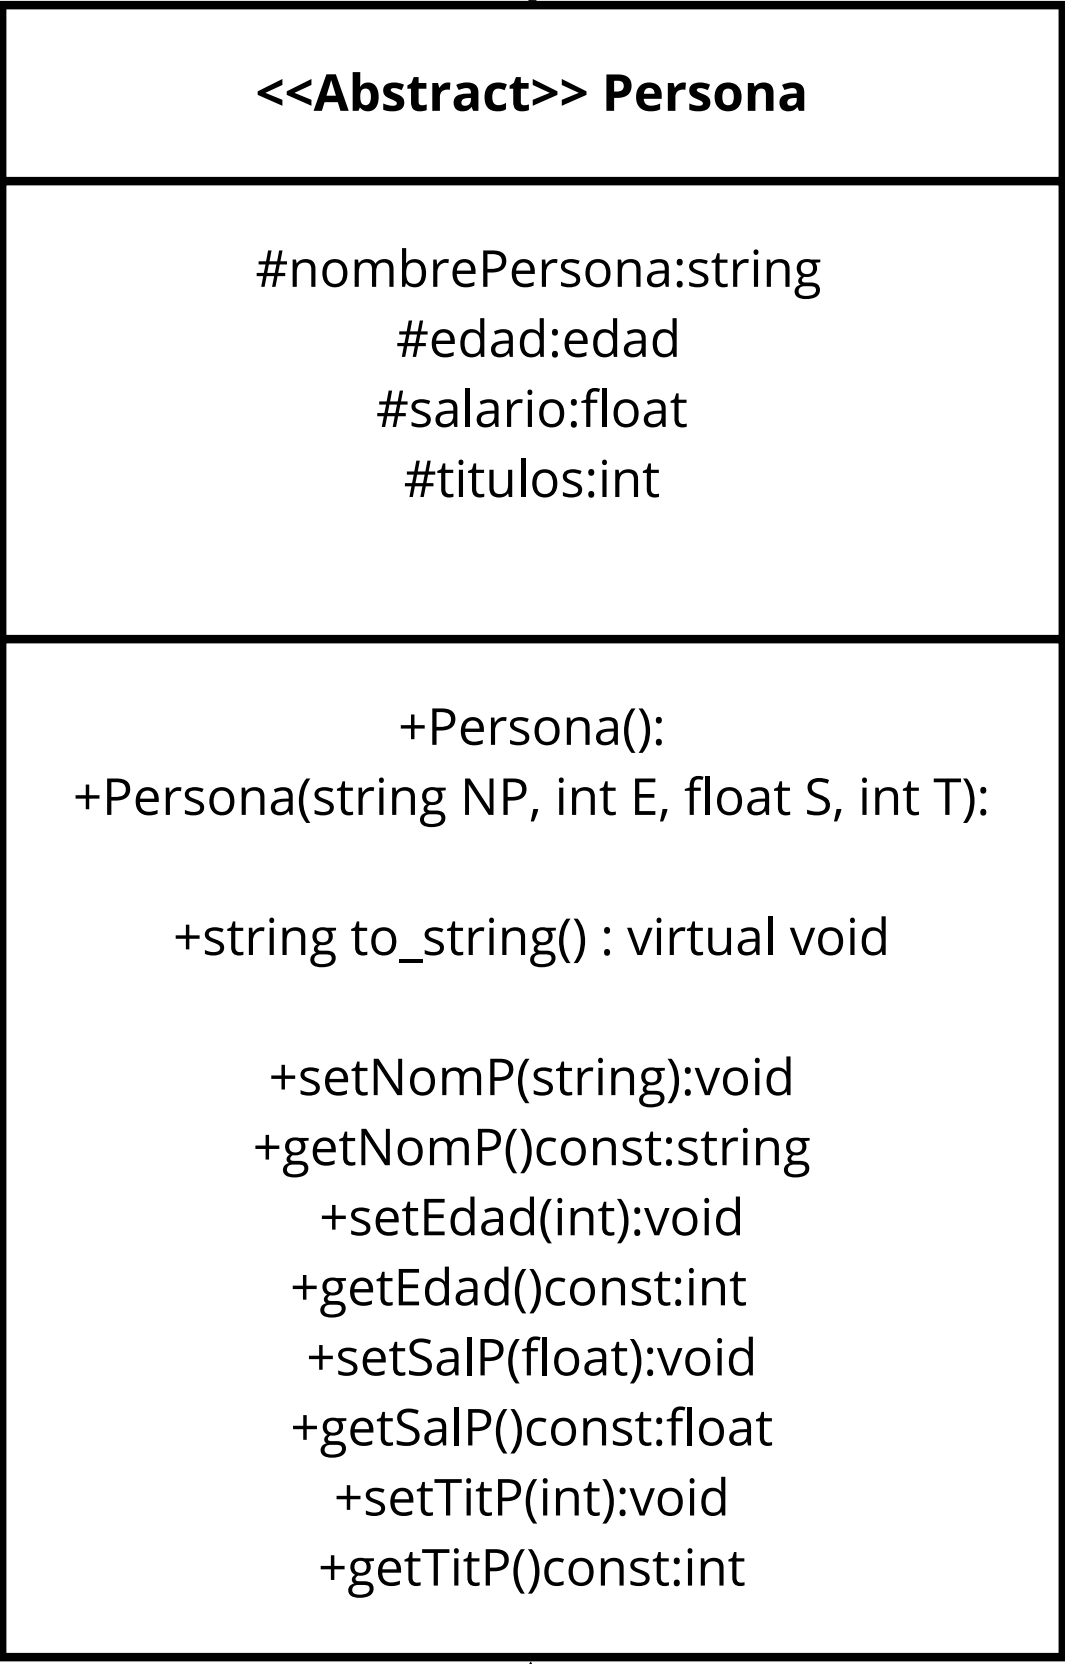 <<Abstract>> Persona
#nombrePersona:string
#edad:edad
#salario:float
#titulos:int
+Persona():
+Persona(string NP, int E, float S, int T):
+string to_string() : virtual void
+setNomP(string):void
+getNomP()const:string
+setEdad(int):void
+getEdad()const:int
+setSalP(float):void
+getSalP()const:float
+setTitP(int):void
+getTitP()const:int